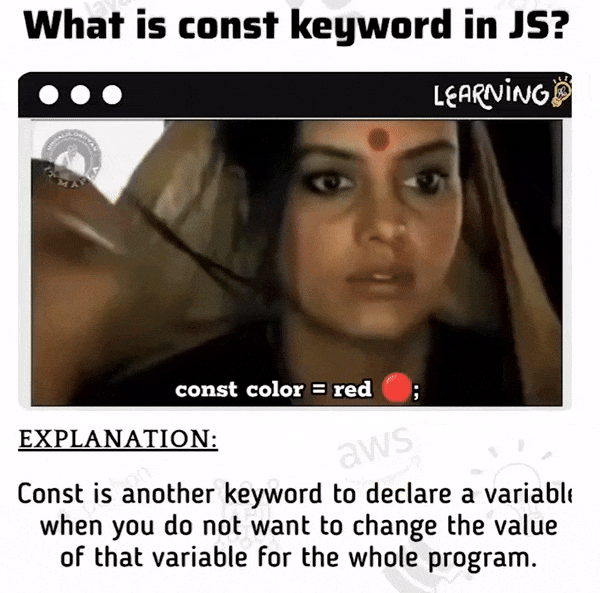 What is const keyword in JS?
LEARNING
const color = red 🔴;
EXPLANATION:
aws
Const is another keyword to declare a variable
when you do not want to change the value
of that variable for the whole program.